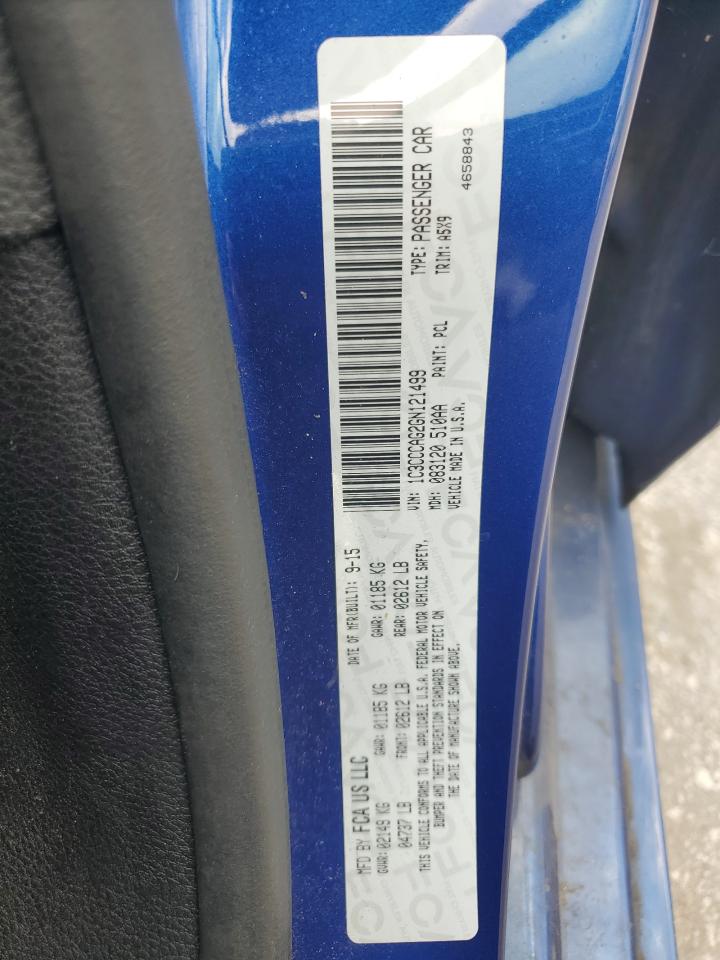 MFD BY FCA US LLC DATE OF MFR(BUILT): 9-15
GVWR: 02149 KG GAWR: 01185 KG GAWR: 01185 KG
04737 LB FRONT: 02612 LB REAR: 02612 LB
THIS VEHICLE CONFORMS TO ALL APPLICABLE U.S.A. FEDERAL MOTOR VEHICLE SAFETY,
BUMPER AND THEFT PREVENTION STANDARDS IN EFFECT ON
THE DATE OF MANUFACTURE SHOWN ABOVE.
VIN: 1C3CCCAG2GN121499 TYPE: PASSENGER CAR
MDH: 083120 510AA PAINT: PCL TRIM: A5X9
VEHICLE MADE IN U.S.A.
4658843